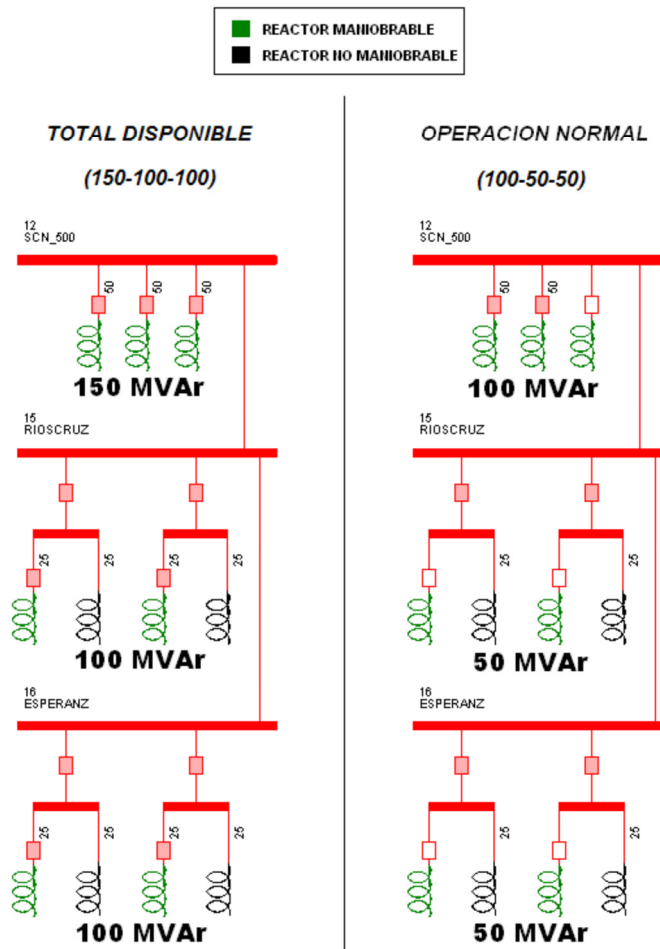 REACTOR MANIOBRABLE
REACTOR NO MANIOBRABLE
TOTAL DISPONIBLE
(150-100-100)
12
SCN_500
50
50
50
150 MVAr
15
RIOSCRUZ
25
25
25
25
100 MVAr
16
ESPERANZ
25
25
25
25
100 MVAr
OPERACION NORMAL
(100-50-50)
12
SCN_500
50
50
100 MVAr
15
RIOSCRUZ
25
25
50 MVAr
16
ESPERANZ
25
25
50 MVAr